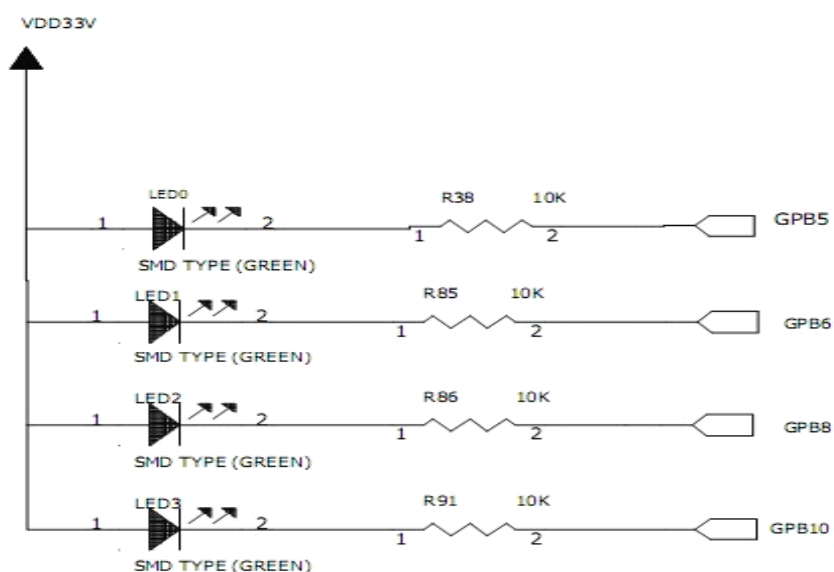 VDD33V
LED0
R38 10K
1 2 1 2 GPB5
SMD TYPE (GREEN)
LED1
R85 10K
1 2 1 2 GPB6
SMD TYPE (GREEN)
LED2
R86 10K
1 2 1 2 GPB8
SMD TYPE (GREEN)
LED3
R91 10K
1 2 1 2 GPB10
SMD TYPE (GREEN)